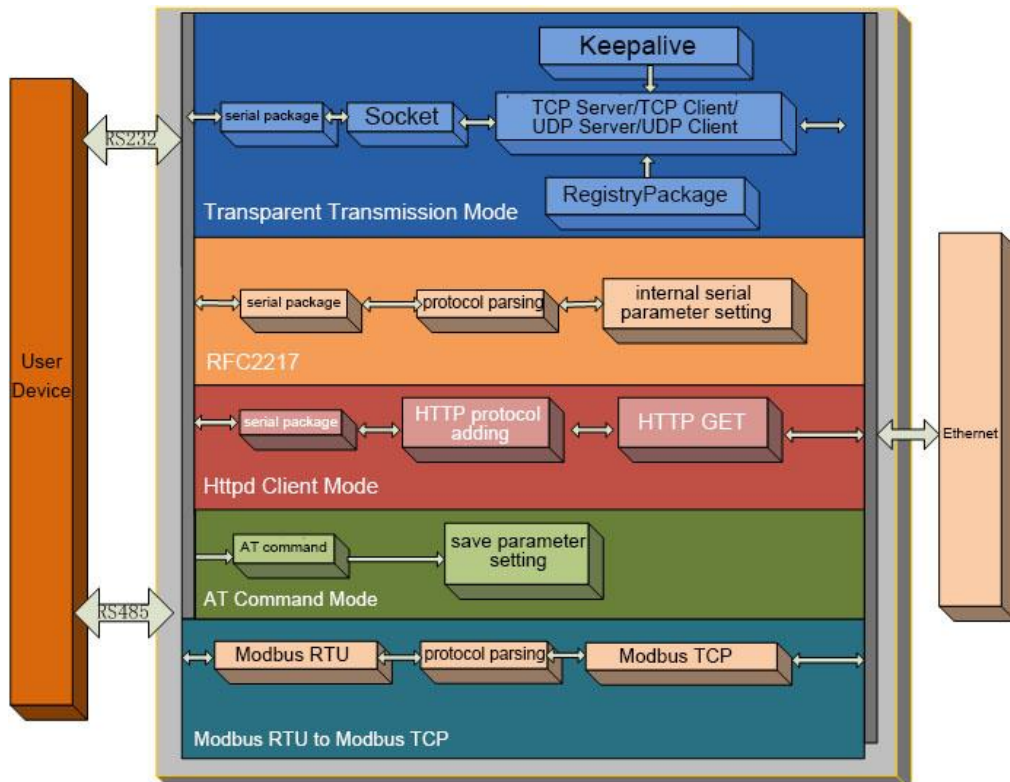 Keepalive
serial package
Socket
TCP Server/TCP Client/
UDP Server/UDP Client
RegistryPackage
Transparent Transmission Mode
RS232
serial package
protocol parsing
internal serial
parameter setting
RFC2217
User
Device
serial package
HTTP protocol
adding
HTTP GET
Httpd Client Mode
Ethernet
AT command
save parameter
setting
AT Command Mode
RS485
Modbus RTU
protocol parsing
Modbus TCP
Modbus RTU to Modbus TCP